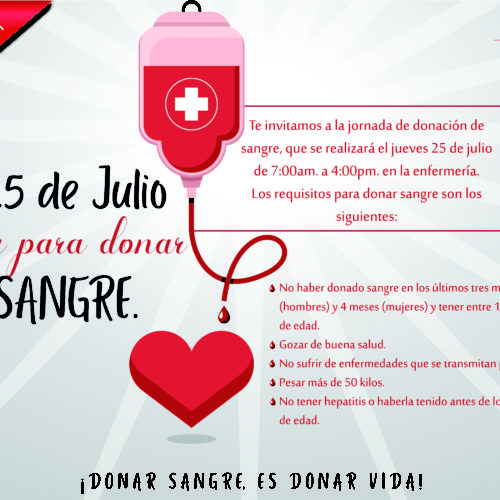 5 de Julio
para donar
SANGRE.
Te invitamos a la jornada de donación de
sangre, que se realizará el jueves 25 de julio
de 7:00am. a 4:00pm. en la enfermería.
Los requisitos para donar sangre son los
siguientes:
No haber donado sangre en los últimos tres
(hombres) y 4 meses (mujeres) y tener entre
de edad.
Gozar de buena salud.
No sufrir de enfermedades que se transmitan
Pesar más de 50 kilos.
No tener hepatitis o haberla tenido antes de
de edad.
¡DONAR SANGRE, ES DONAR VIDA!